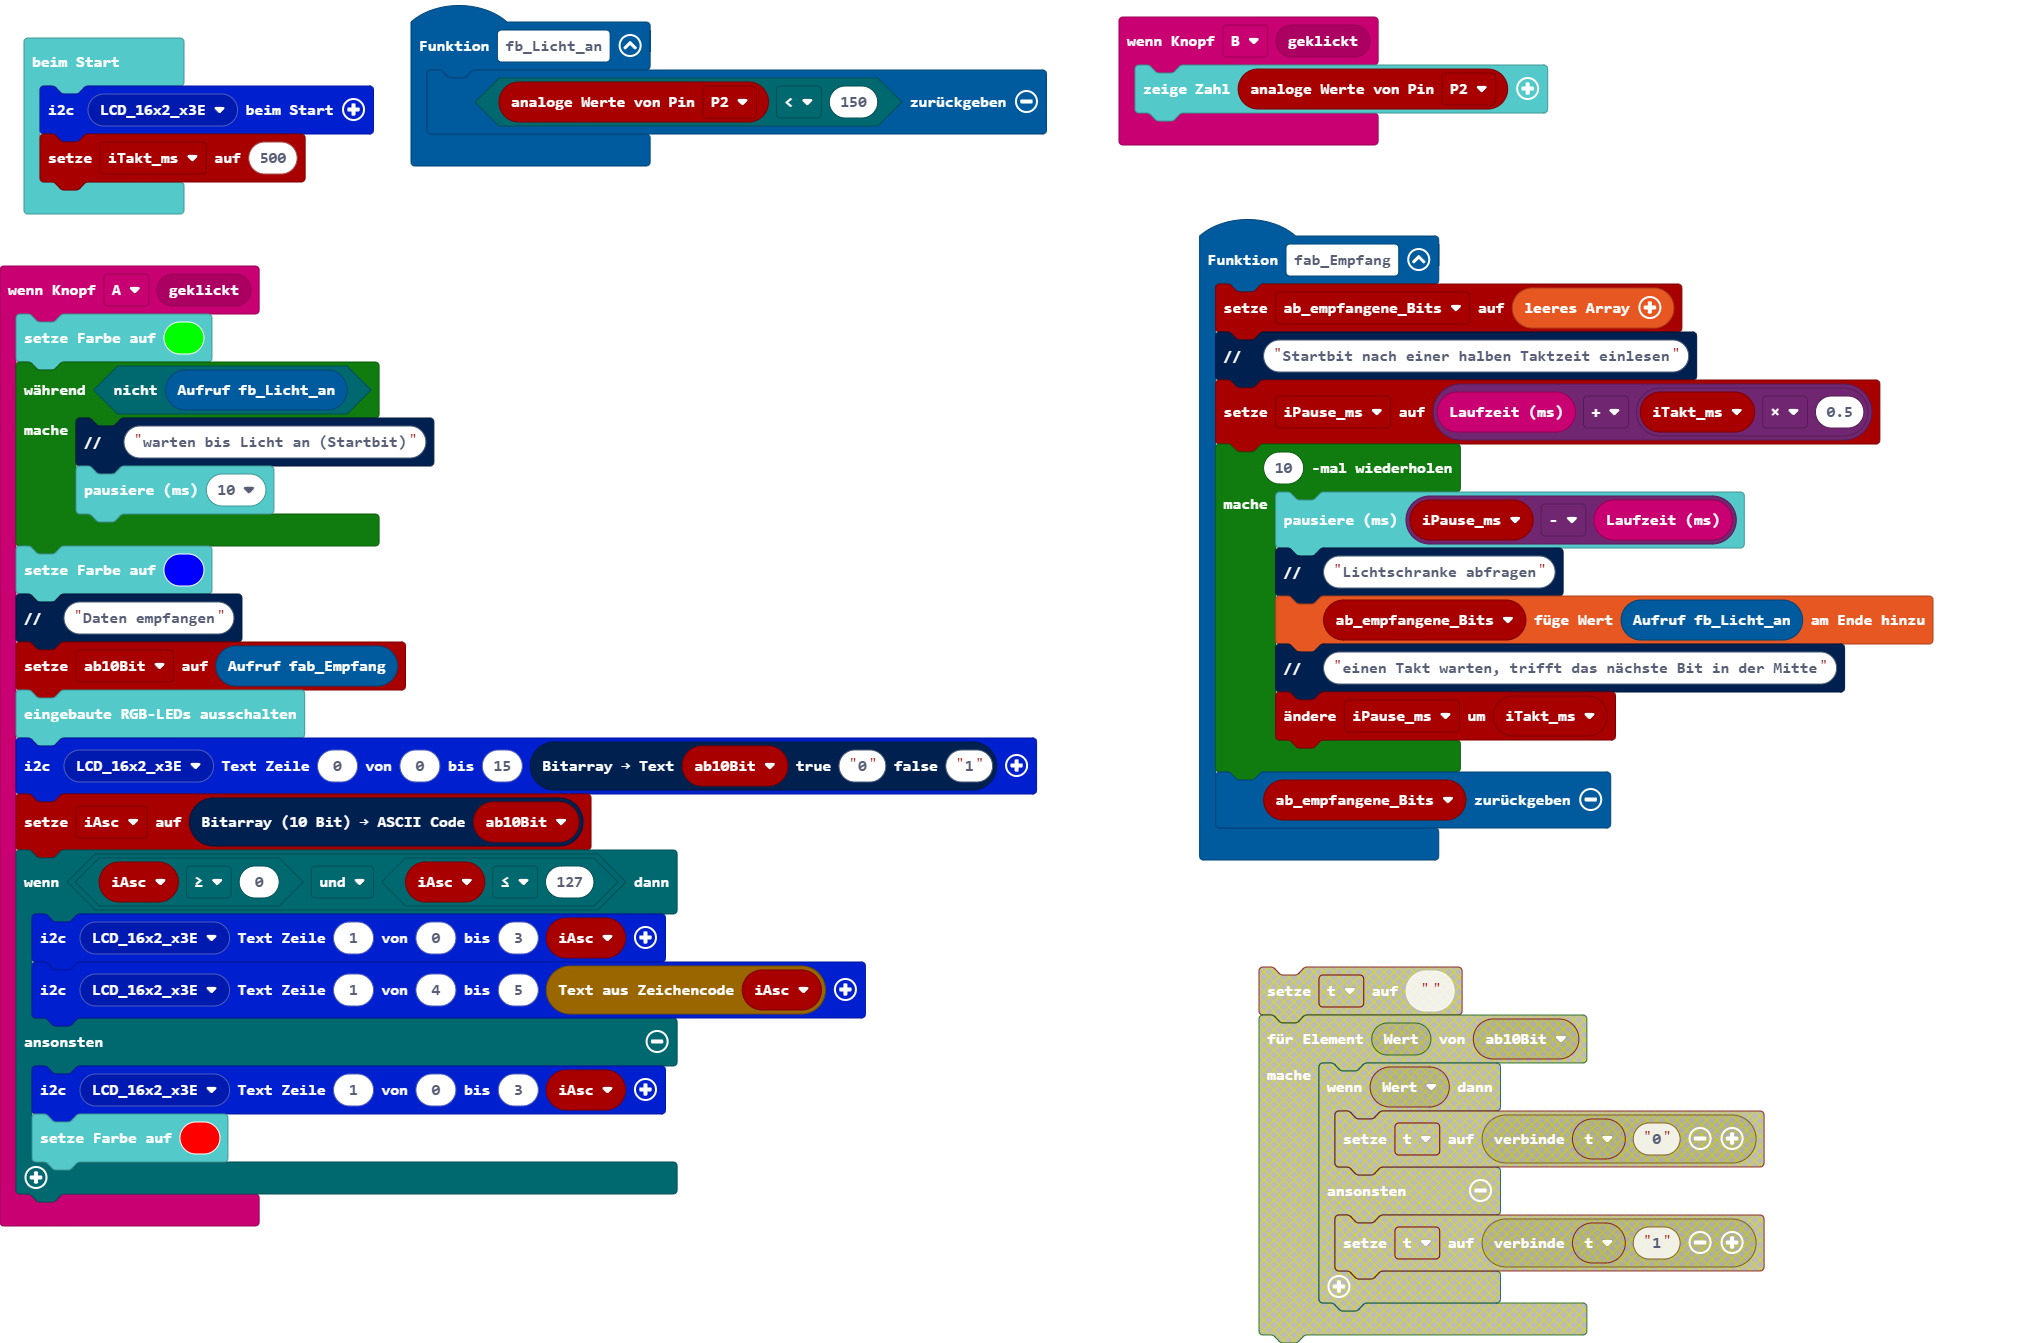 beim Start
i2c LCD_16x2_x3E beim Start
setze iTakt_ms auf 500
Funktion fb_Licht_an
analoge Werte von Pin P2 < 150 zurückgeben
wenn Knopf B geklickt
zeige Zahl analoge Werte von Pin P2
wenn Knopf A geklickt
setze Farbe auf
während nicht Aufruf fb_Licht_an
mache // "warten bis Licht an (Startbit)"
pausiere (ms) 10
setze Farbe auf
// "Daten empfangen"
setze ab10Bit auf Aufruf fab_Empfang
eingebaute RGB-LEDs ausschalten
i2c LCD_16x2_x3E Text Zeile 0 von 0 bis 15 Bitarray → Text ab10Bit true "0" false "1"
setze iAsc auf Bitarray (10 Bit) → ASCII Code ab10Bit
wenn iAsc ≥ 0 und iAsc ≤ 127 dann
i2c LCD_16x2_x3E Text Zeile 1 von 0 bis 3 iAsc
i2c LCD_16x2_x3E Text Zeile 1 von 4 bis 5 Text aus Zeichencode iAsc
ansonsten
i2c LCD_16x2_x3E Text Zeile 1 von 0 bis 3 iAsc
setze Farbe auf
Funktion fab_Empfang
setze ab_empfangene_Bits auf leeres Array
// "Startbit nach einer halben Taktzeit einlesen"
setze iPause_ms auf Laufzeit (ms) + iTakt_ms × 0.5
10 -mal wiederholen
mache pausiere (ms) iPause_ms - Laufzeit (ms)
// "Lichtschranke abfragen"
ab_empfangene_Bits füge Wert Aufruf fb_Licht_an am Ende hinzu
// "einen Takt warten, trifft das nächste Bit in der Mitte"
ändere iPause_ms um iTakt_ms
ab_empfangene_Bits zurückgeben
setze t auf " "
für Element Wert von ab10Bit
mache wenn Wert dann
setze t auf verbinde t "0"
ansonsten
setze t auf verbinde t "1"